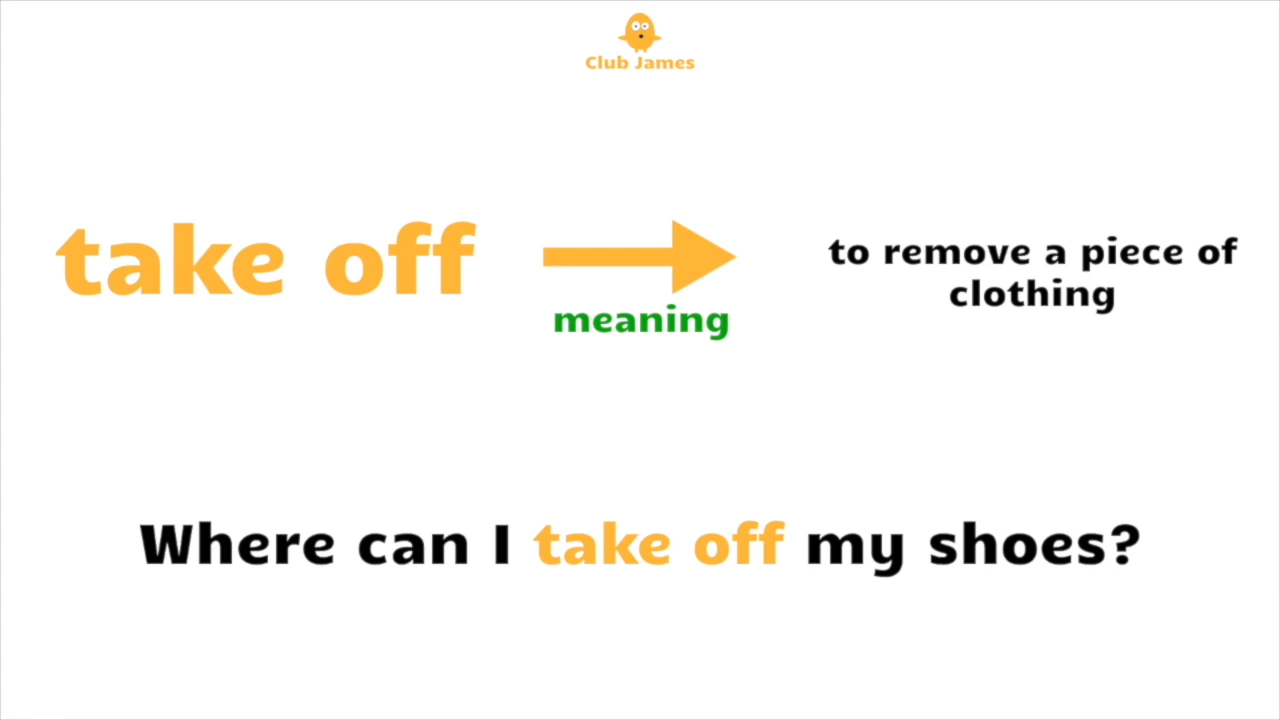 Club James
take off
meaning
to remove a piece of
clothing
Where can I take off my shoes?